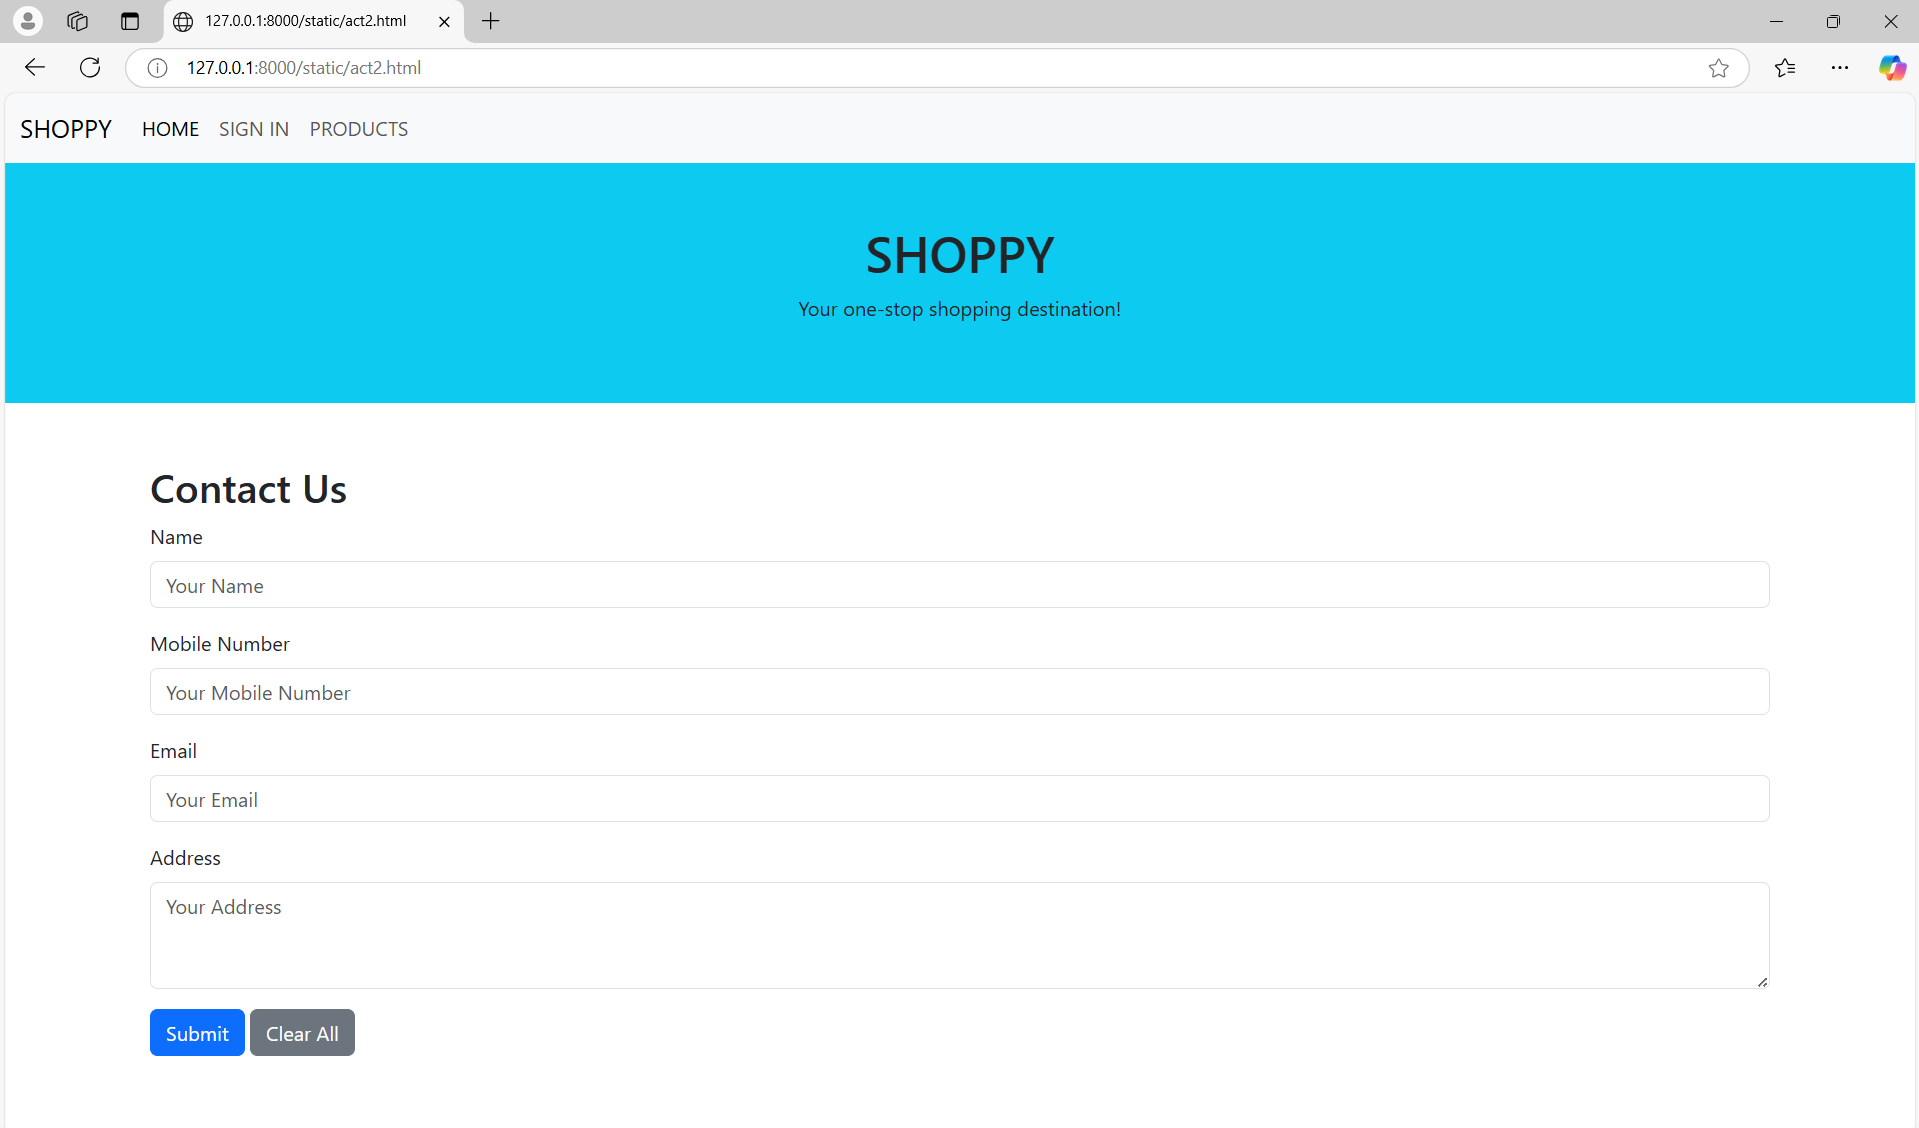 127.0.0.1:8000/static/act2.html
127.0.0.1:8000/static/act2.html
SHOPPY HOME SIGN IN PRODUCTS
SHOPPY
Your one-stop shopping destination!
Contact Us
Name
Your Name
Mobile Number
Your Mobile Number
Email
Your Email
Address
Your Address
Submit Clear All